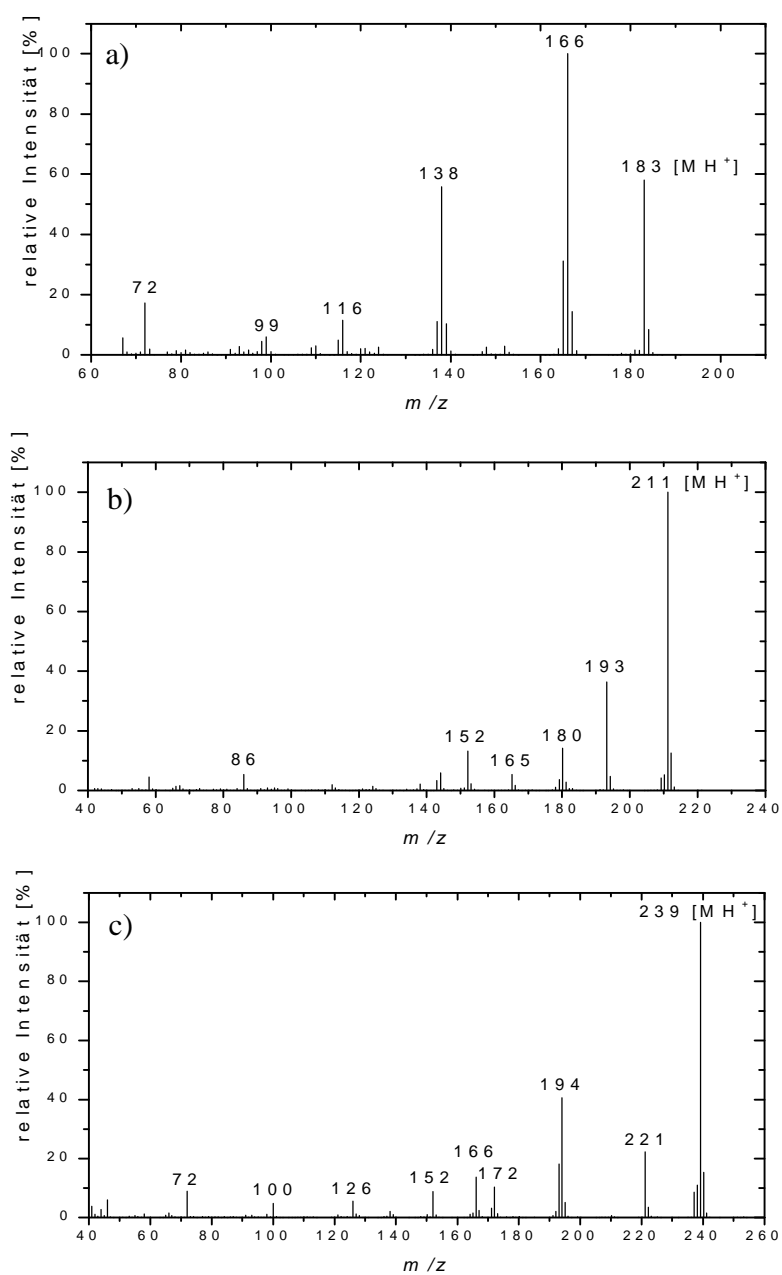 a)
relative Intensität [%]
100
80
60
40
20
0
72
99
116
138
166
183 [MH+]
60 80 100 120 140 160 180 200
m/z
b)
relative Intensität [%]
100
80
60
40
20
0
86
152
165
180
193
211 [MH+]
40 60 80 100 120 140 160 180 200 220 240
m/z
c)
relative Intensität [%]
100
80
60
40
20
0
72
100
126
152
166
172
194
221
239 [MH+]
40 60 80 100 120 140 160 180 200 220 240 260
m/z